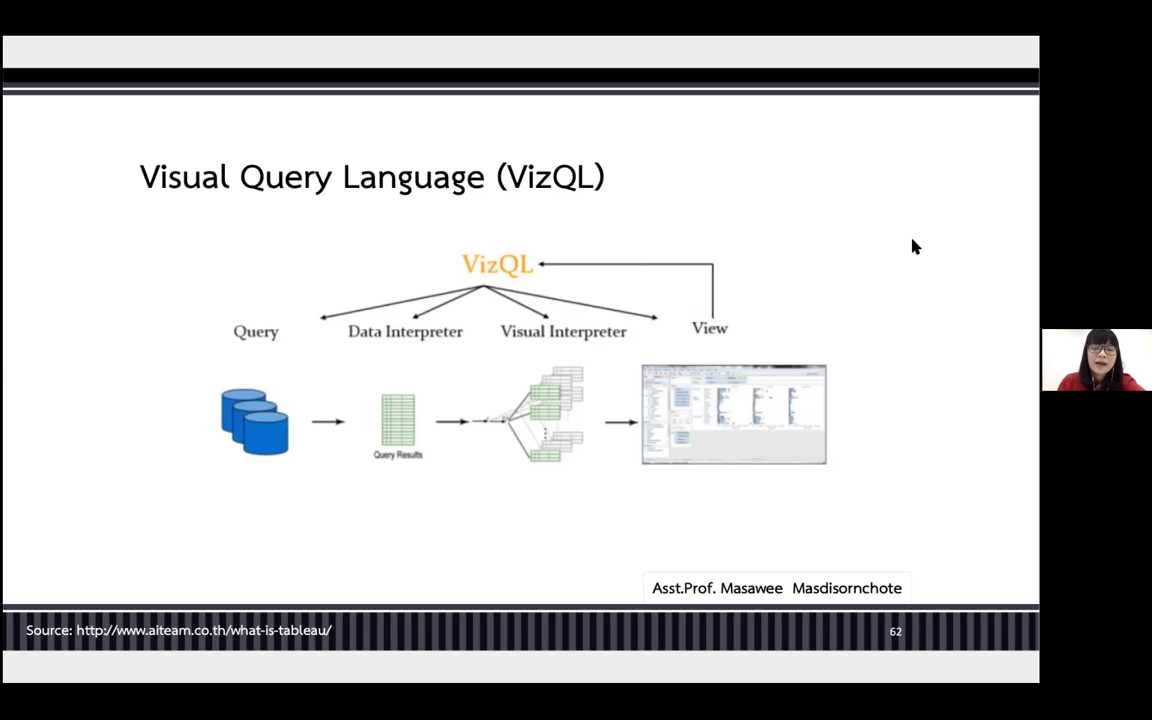 Visual Query Language (VizQL)
VizQL
Query
Data Interpreter
Visual Interpreter
View
Query Results
Asst.Prof. Masawee Masdisornchote
Source: http://www.aiteam.co.th/what-is-tableau/
62